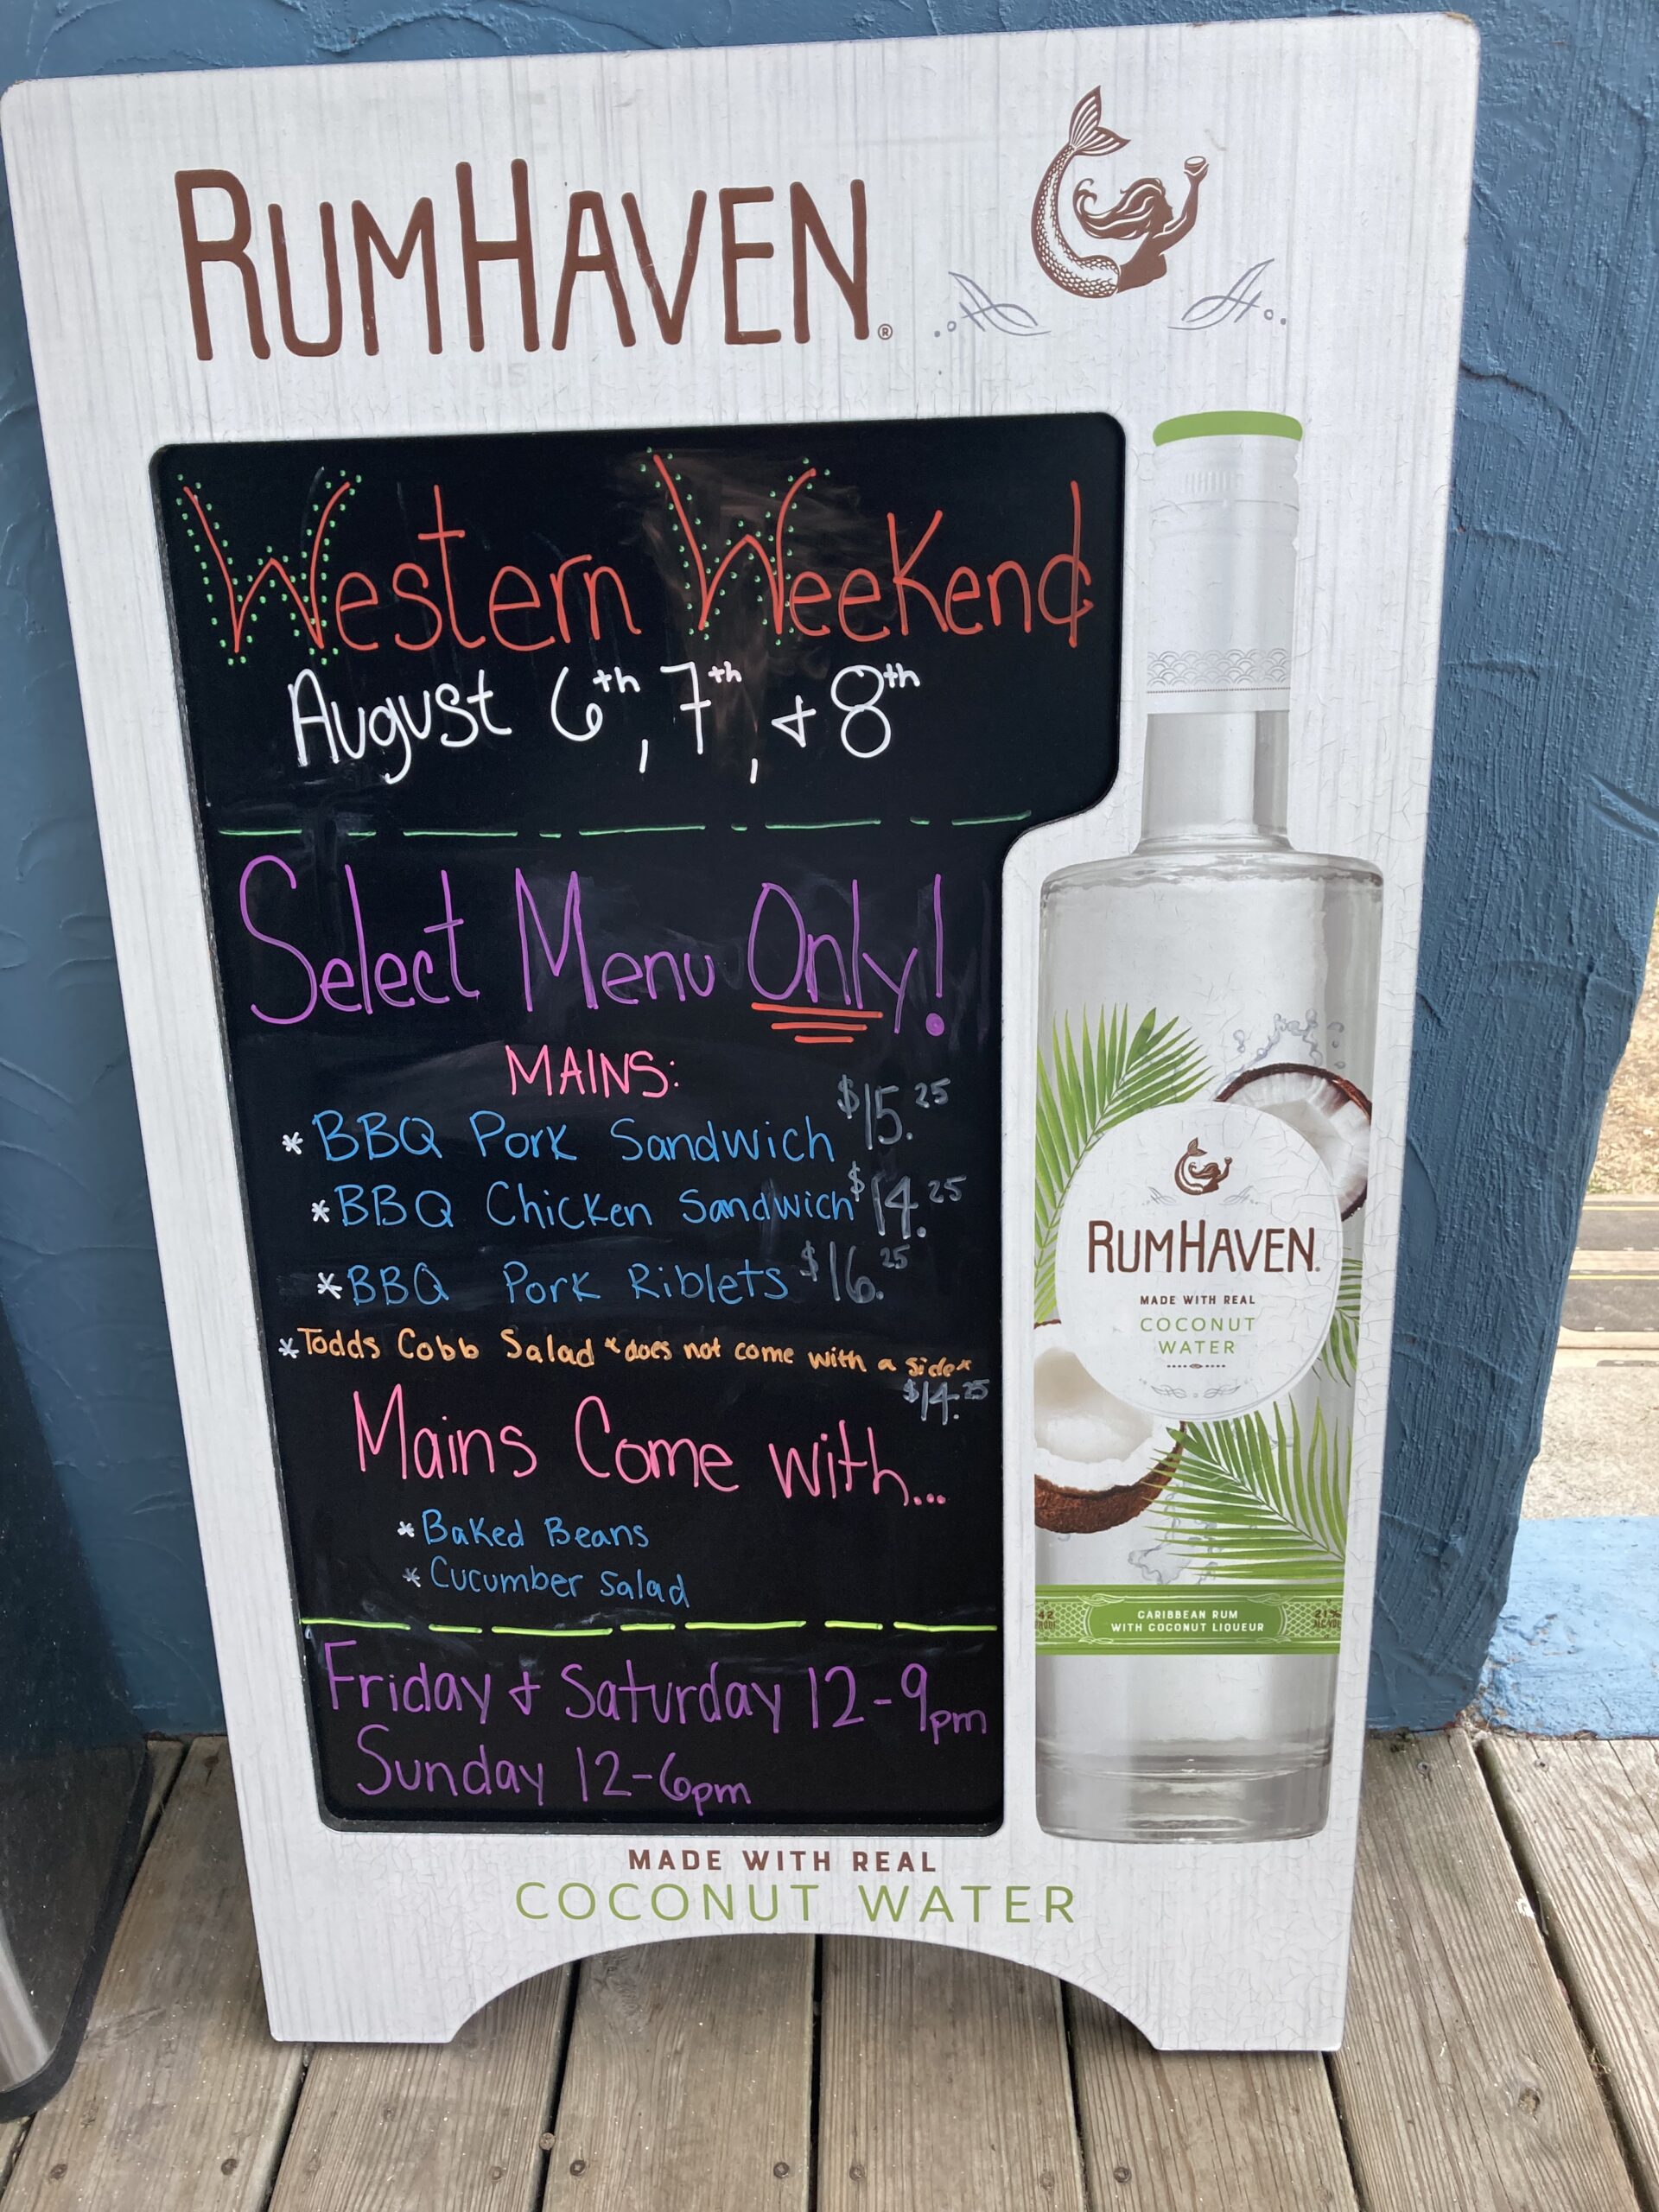 RUMHAVEN®
Western Weekend
August 6th, 7th, & 8th
Select Menu Only!
MAINS:
* BBQ Pork Sandwich $15.25
* BBQ Chicken Sandwich $14.25
* BBQ Pork Riblets $16.25
* Todds Cobb Salad *does not come with a side*
$14.25
Mains Come with...
* Baked Beans
* Cucumber Salad
Friday & Saturday 12-9pm
Sunday 12-6pm
RUMHAVEN
MADE WITH REAL
COCONUT
WATER
CARIBBEAN RUM
WITH COCONUT LIQUEUR
MADE WITH REAL
COCONUT WATER